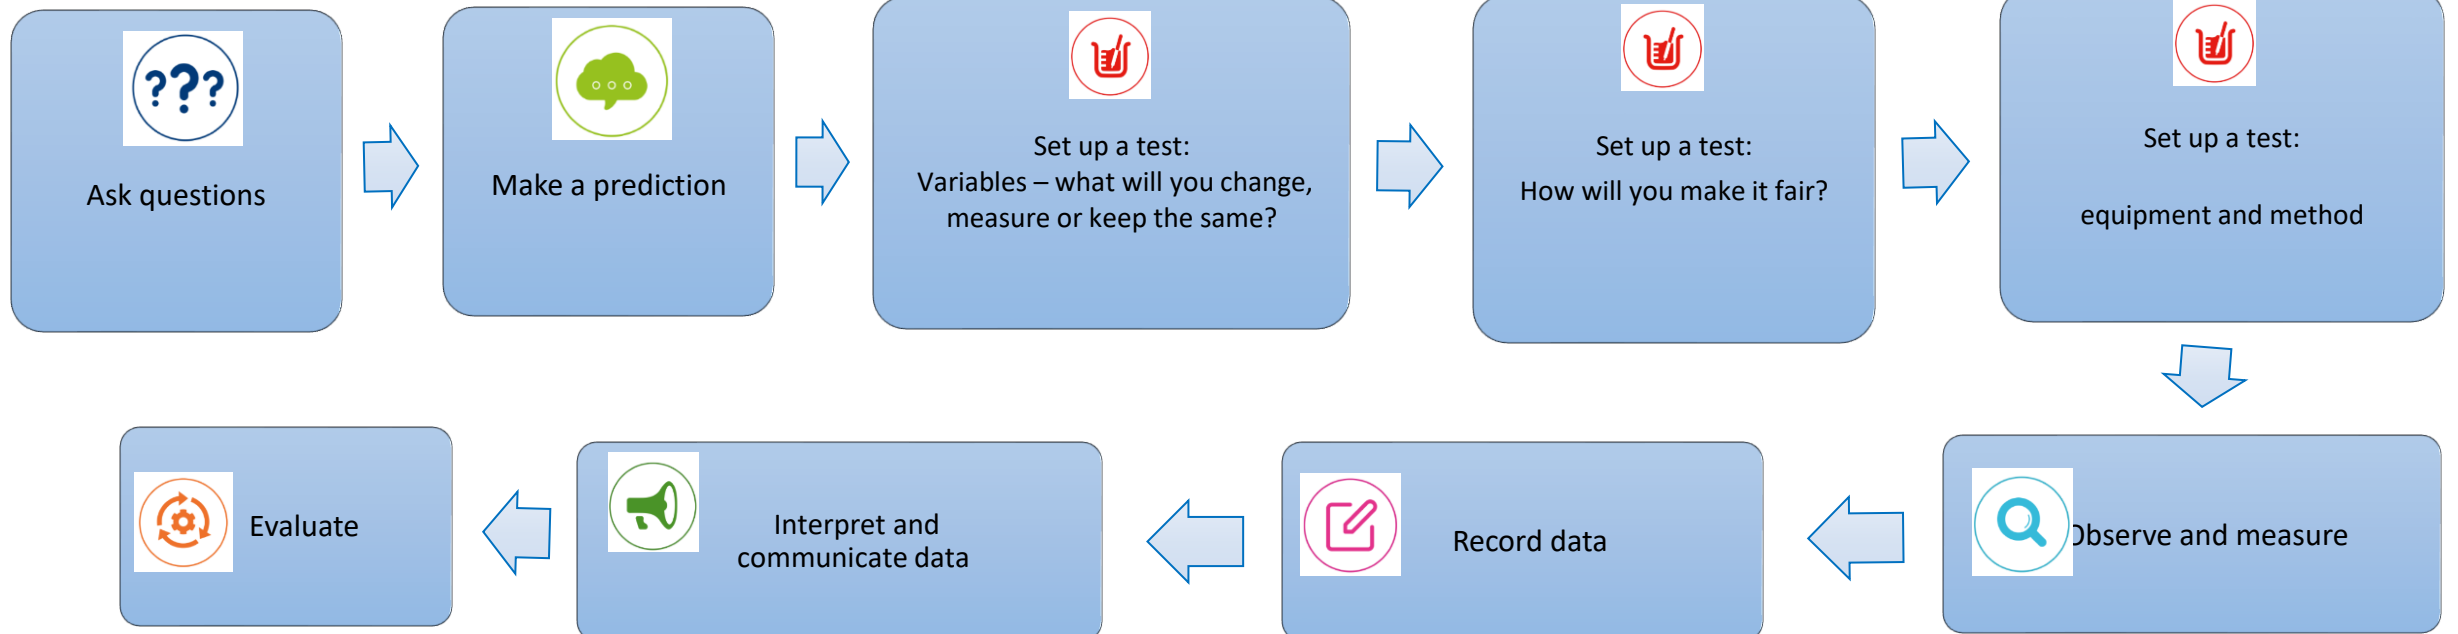 ???
Ask questions
Make a prediction
Set up a test:
Variables – what will you change,
measure or keep the same?
Set up a test:
How will you make it fair?
Set up a test:
equipment and method
Observe and measure
Record data
Interpret and
communicate data
Evaluate